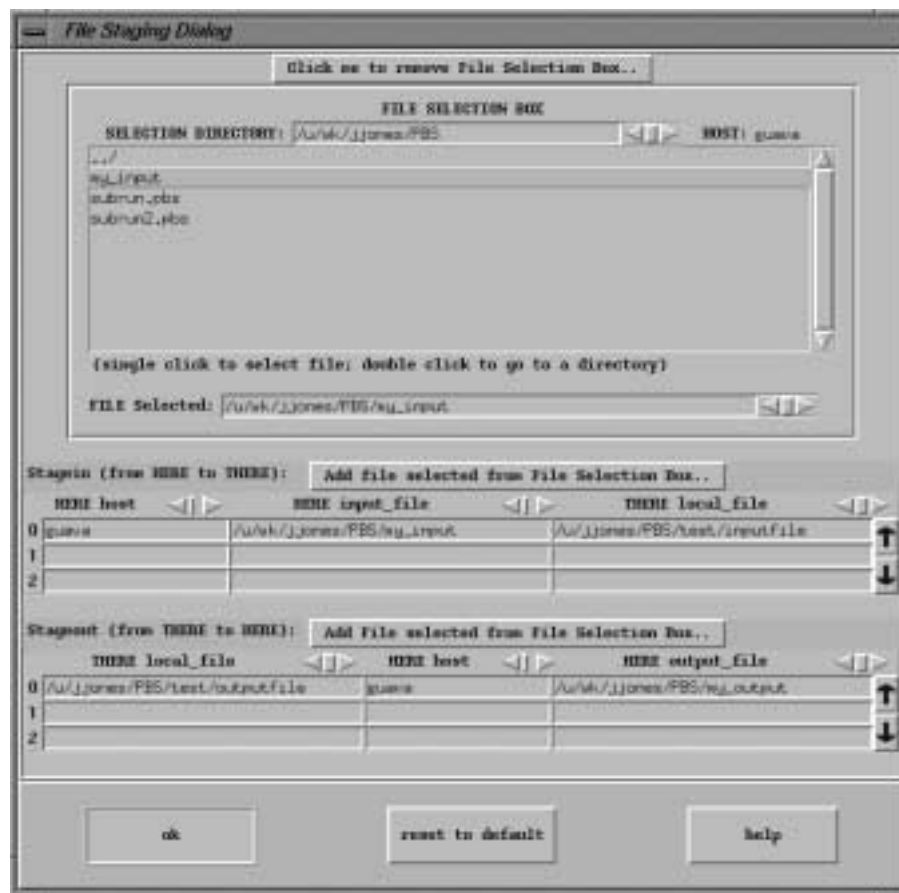 File Staging Dialog
Click me to remove File Selection Box..
FILE SELECTION BOX
SELECTION DIRECTORY: /u/wk/jjones/PBS HOST: guava
../
my_input
subrun.pbs
subrun2.pbs
(single click to select file; double click to go to a directory)
FILE Selected: /u/wk/jjones/PBS/my_input
Stagein (from HERE to THERE): Add file selected from File Selection Box..
HERE host HERE input_file THERE local_file
0 guava /u/wk/jjones/PBS/my_input /u/jjones/PBS/test/inputfile
1
2
Stageout (from THERE to HERE): Add File selected from File Selection Box..
THERE local_file HERE host HERE output_file
0 /u/jjones/PBS/test/outputfile guava /u/wk/jjones/PBS/my_output
1
2
ok reset to default help